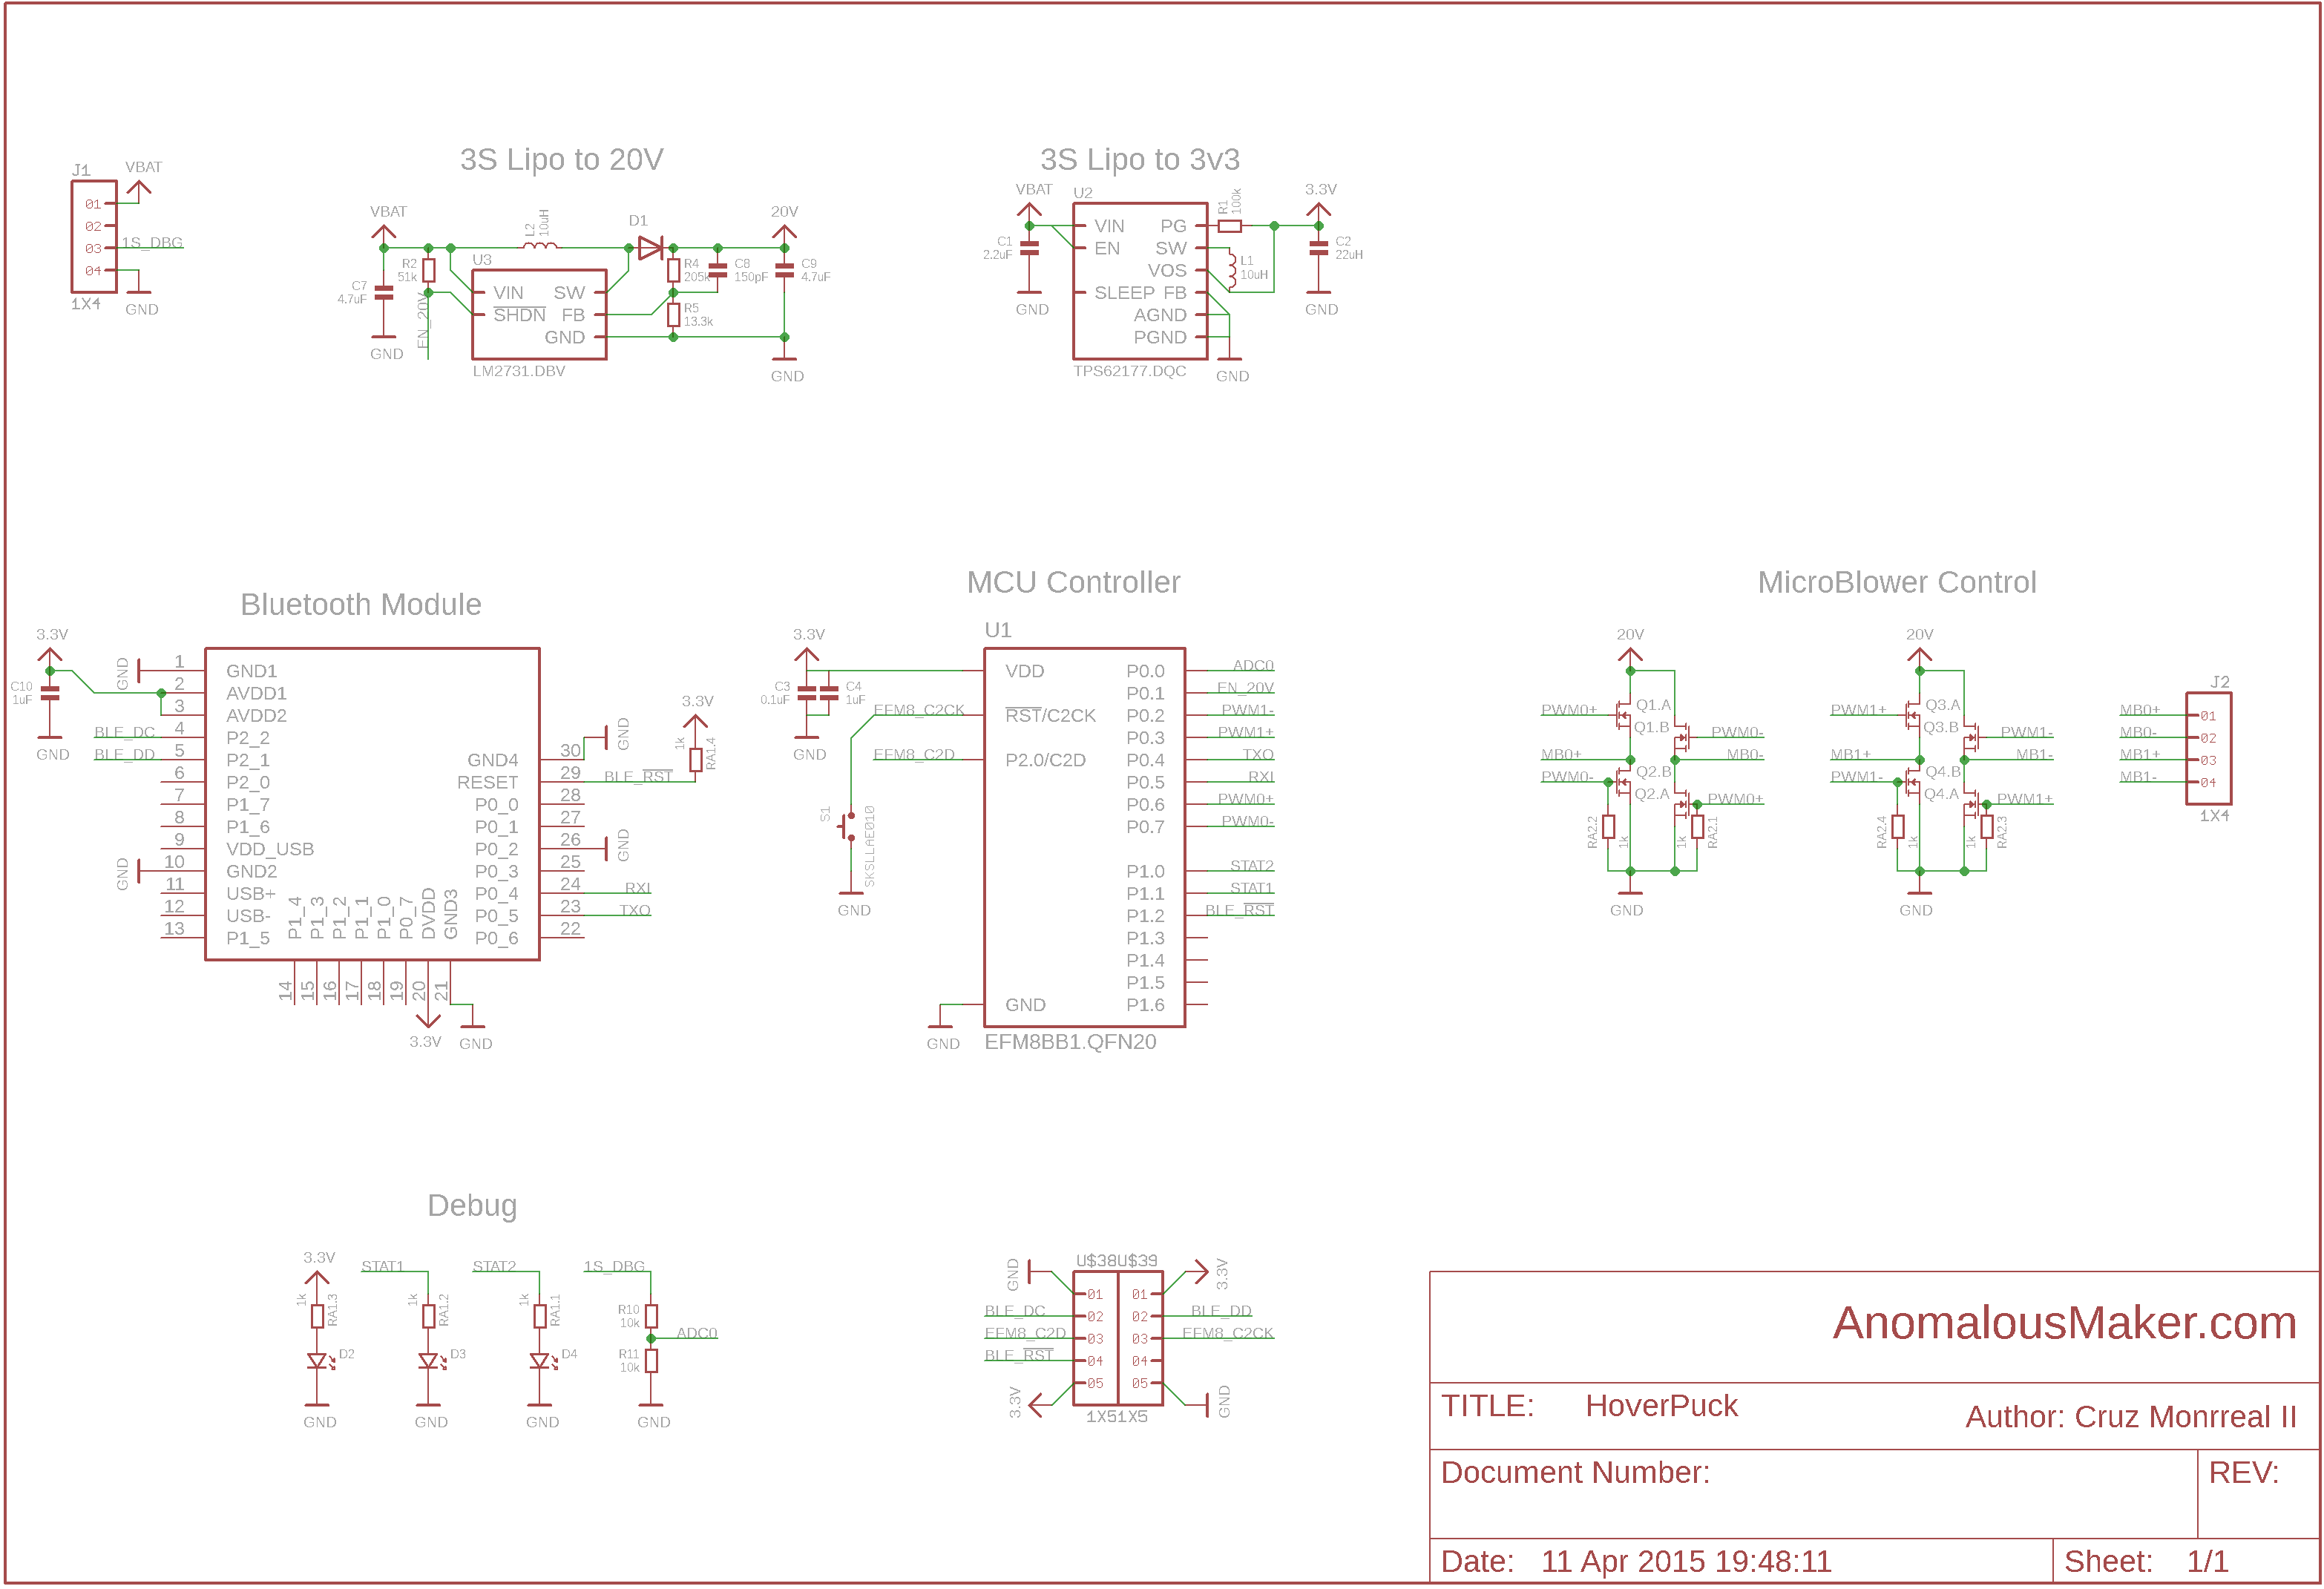 3S Lipo to 20V
3S Lipo to 3v3
J1
VBAT
01
02
03
1S_DBG
04
1X4
GND
VBAT
C7
4.7uF
GND
R2
51k
EN_20V
L2
10uH
U3
VIN
SHDN
SW
FB
GND
LM2731.DBV
D1
R4
205k
C8
150pF
R5
13.3k
20V
C9
4.7uF
GND
VBAT
C1
2.2uF
GND
U2
VIN
EN
SLEEP
PG
SW
VOS
FB
AGND
PGND
TPS62177.DQC
R1
100k
L1
10uH
GND
3.3V
C2
22uH
GND
Bluetooth Module
3.3V
C10
1uF
GND
GND
1 GND1
2 AVDD1
3 AVDD2
BLE_DC 4 P2_2
BLE_DD 5 P2_1
6 P2_0
7 P1_7
8 P1_6
9 VDD_USB
GND 10 GND2
11 USB+
12 USB-
13 P1_5
P1_4 14
P1_3 15
P1_2 16
P1_1 17
P1_0 18
P0_7 19
DVDD 20
GND3 21
3.3V
GND
GND4 30 GND
RESET 29 BLE_RST
P0_0 28
P0_1 27
P0_2 26 GND
P0_3 25
P0_4 24 RXI
P0_5 23 TXO
P0_6 22
3.3V
1k
RA1.4
MCU Controller
3.3V
C3
0.1uF
C4
1uF
GND
EFM8_C2CK
EFM8_C2D
S1
SKSLLAE010
GND
U1
VDD
RST/C2CK
P2.0/C2D
GND
GND
P0.0 ADC0
P0.1 EN_20V
P0.2 PWM1-
P0.3 PWM1+
P0.4 TXO
P0.5 RXI
P0.6 PWM0+
P0.7 PWM0-
P1.0 STAT2
P1.1 STAT1
P1.2 BLE_RST
P1.3
P1.4
P1.5
P1.6
EFM8BB1.QFN20
MicroBlower Control
20V
PWM0+
Q1.A
Q1.B
PWM0-
MB0+
MB0-
PWM0-
Q2.B
Q2.A
PWM0+
RA2.2
1k
1k
RA2.1
GND
20V
PWM1+
Q3.A
Q3.B
PWM1-
MB1+
MB1-
PWM1-
Q4.B
Q4.A
PWM1+
RA2.4
1k
1k
RA2.3
GND
J2
MB0+ 01
MB0- 02
MB1+ 03
MB1- 04
1X4
Debug
3.3V
1k
RA1.3
D2
GND
STAT1
1k
RA1.2
D3
GND
STAT2
1k
RA1.1
D4
GND
1S_DBG
R10
10k
ADC0
R11
10k
GND
U$38U$39
GND 01 01 3.3V
BLE_DC 02 02 BLE_DD
EFM8_C2D 03 03 EFM8_C2CK
BLE_RST 04 04
3.3V 05 05 GND
1X51X5
AnomalousMaker.com
TITLE: HoverPuck
Author: Cruz Monrreal II
Document Number:
REV:
Date: 11 Apr 2015 19:48:11
Sheet: 1/1